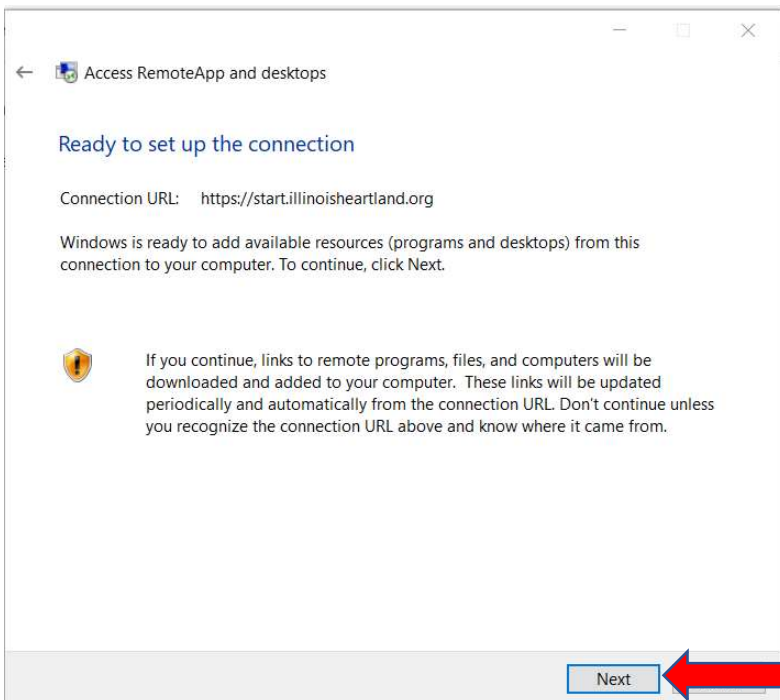 Access RemoteApp and desktops
Ready to set up the connection
Connection URL: https://start.illinoisheartland.org
Windows is ready to add available resources (programs and desktops) from this
connection to your computer. To continue, click Next.
If you continue, links to remote programs, files, and computers will be
downloaded and added to your computer. These links will be updated
periodically and automatically from the connection URL. Don't continue unless
you recognize the connection URL above and know where it came from.
Next